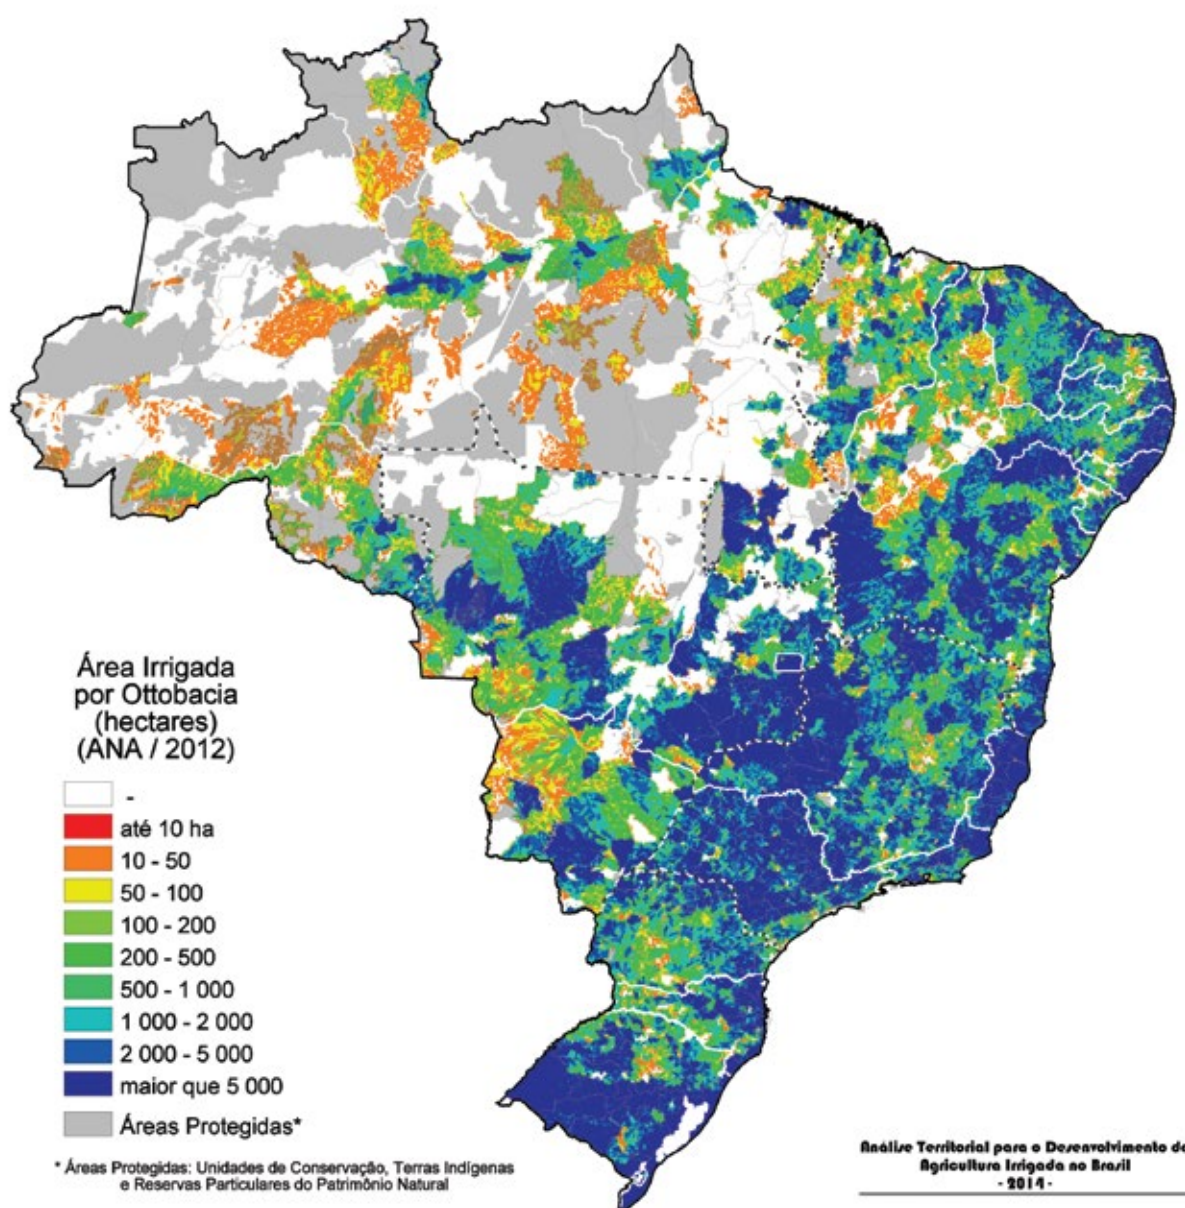 Área Irrigada
por Ottobacia
(hectares)
(ANA / 2012)
-
até 10 ha
10 - 50
50 - 100
100 - 200
200 - 500
500 - 1 000
1 000 - 2 000
2 000 - 5 000
maior que 5 000
Áreas Protegidas*
* Áreas Protegidas: Unidades de Conservação, Terras Indígenas
e Reservas Particulares do Patrimônio Natural
Análise Territorial para o Desenvolvimento da
Agricultura Irrigada no Brasil
- 2014 -